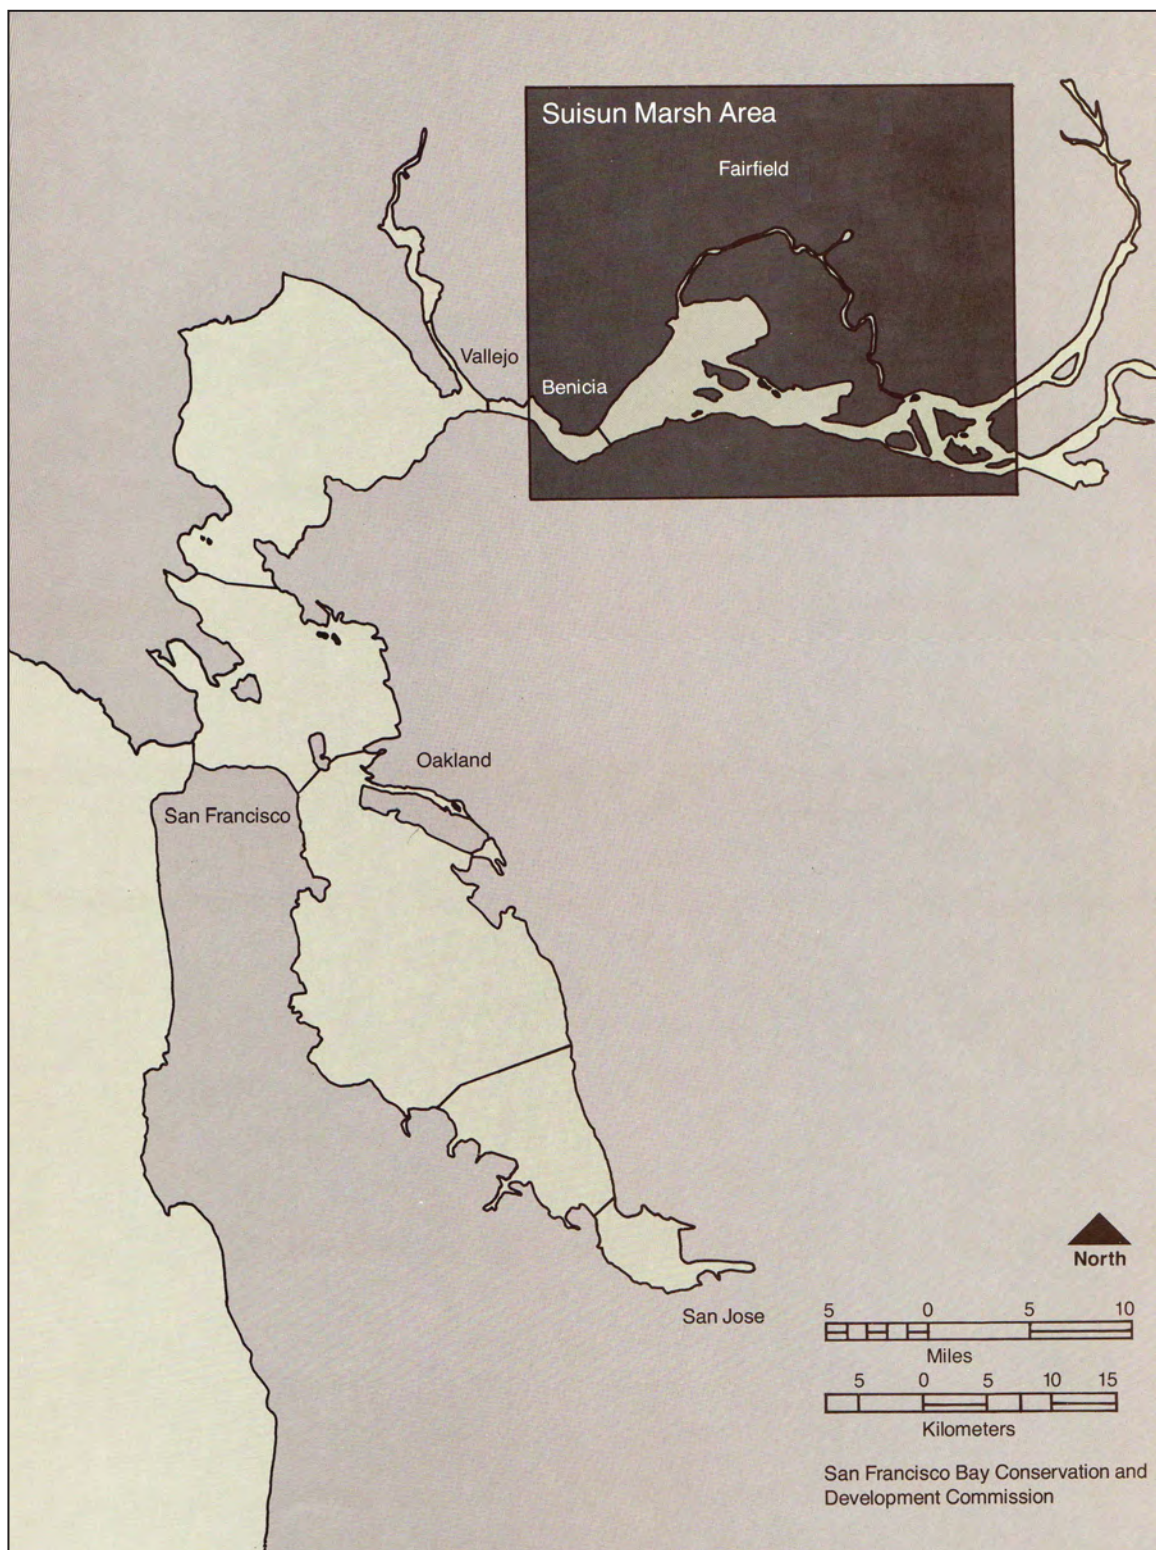 Suisun Marsh Area
Fairfield
Vallejo
Benicia
Oakland
San Francisco
San Jose
North
5 0 5 10
Miles
5 0 5 10 15
Kilometers
San Francisco Bay Conservation and
Development Commission